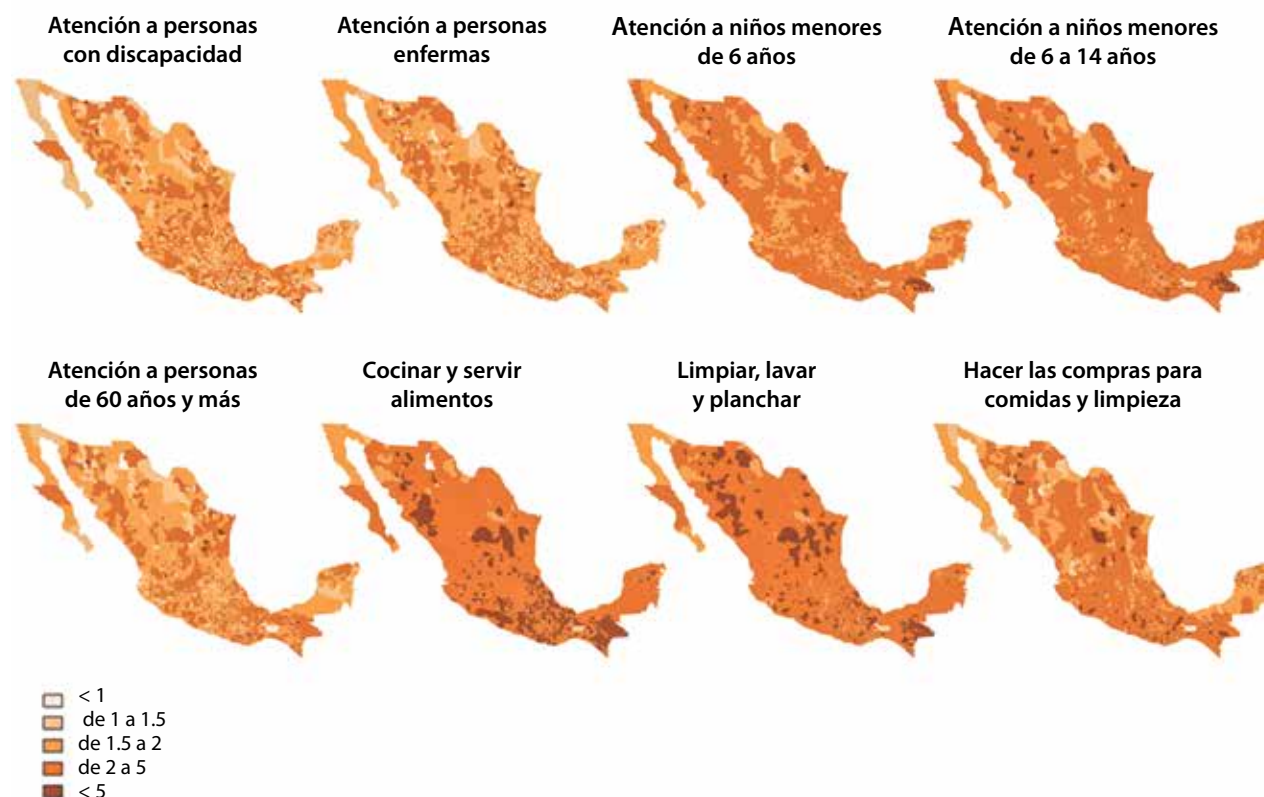 Atención a personas
con discapacidad
Atención a personas
enfermas
Atención a niños menores
de 6 años
Atención a niños menores
de 6 a 14 años
Atención a personas
de 60 años y más
Cocinar y servir
alimentos
Limpiar, lavar
y planchar
Hacer las compras para
comidas y limpieza
< 1
de 1 a 1.5
de 1.5 a 2
de 2 a 5
< 5